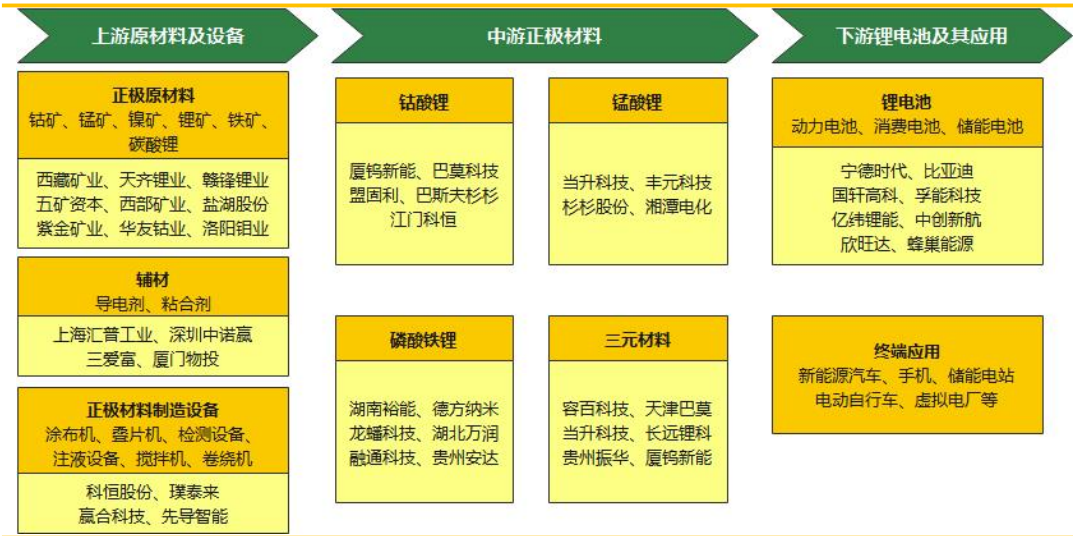 上游原材料及设备
正极原材料
钴矿、锰矿、镍矿、锂矿、铁矿、
碳酸锂
西藏矿业、天齐锂业、赣锋锂业
五矿资本、西部矿业、盐湖股份
紫金矿业、华友钴业、洛阳钼业
辅材
导电剂、粘合剂
上海汇普工业、深圳中诺赢
三爱富、厦门物投
正极材料制造设备
涂布机、叠片机、检测设备、
注液设备、搅拌机、卷绕机
科恒股份、璞泰来
赢合科技、先导智能
中游正极材料
钴酸锂
厦钨新能、巴莫科技
盟固利、巴斯夫杉杉
江门科恒
锰酸锂
当升科技、丰元科技
杉杉股份、湘潭电化
磷酸铁锂
湖南裕能、德方纳米
龙蟠科技、湖北万润
融通科技、贵州安达
三元材料
容百科技、天津巴莫
当升科技、长远锂科
贵州振华、厦钨新能
下游锂电池及其应用
锂电池
动力电池、消费电池、储能电池
宁德时代、比亚迪
国轩高科、孚能科技
亿纬锂能、中创新航
欣旺达、蜂巢能源
终端应用
新能源汽车、手机、储能电站
电动自行车、虚拟电厂等